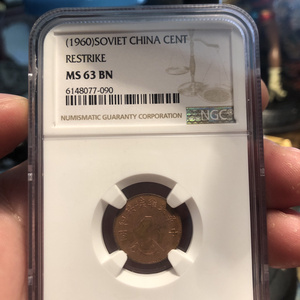 (1960)SOVIET CHINA CENT
RESTRIKE
MS 63 BN
6148077-090
NUMISMATIC GUARANTY CORPORATION
NGC